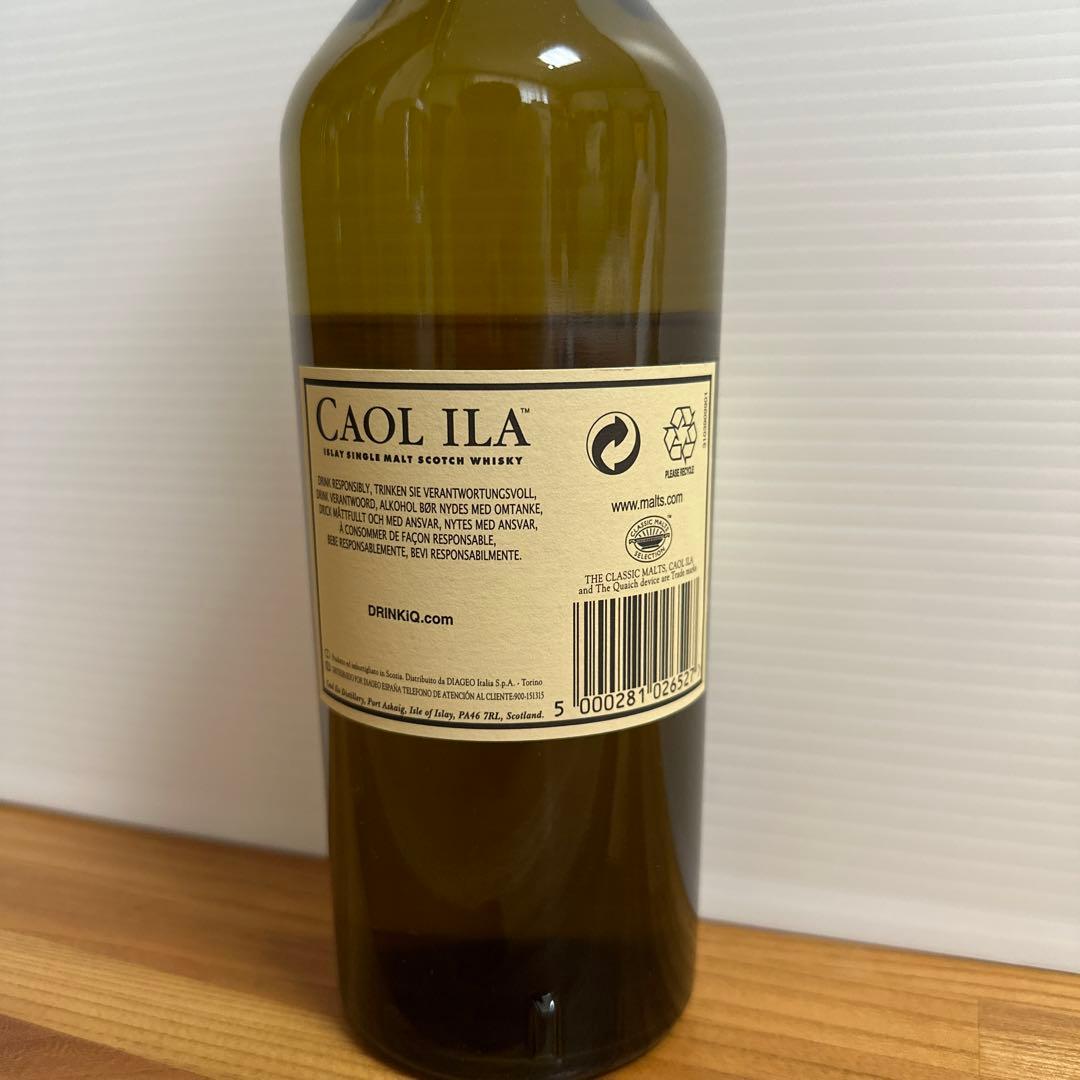 CAOL ILA™
ISLAY SINGLE MALT SCOTCH WHISKY
DRINK RESPONSIBLY, TRINKEN SIE VERANTWORTUNGSVOLL,
DRINK VERANTWOORD, ALKOHOL BØR NYDES MED OMTANKE,
DRICK MÅTTFULLT OCH MED ANSVAR, NYTES MED ANSVAR,
À CONSOMMER DE FAÇON RESPONSABLE,
BEBE RESPONSABLEMENTE, BEVI RESPONSABILMENTE.
DRINKiQ.com
Prodotto ed imbottigliato in Scozia. Distribuito da DIAGEO Italia S.p.A. - Torino
DISTRIBUIDO POR DIAGEO ESPAÑA TELEFONO DE ATENCIÓN AL CLIENTE:900-151315
Caol Ila Distillery, Port Askaig, Isle of Islay, PA46 7RL, Scotland.
PLEASE RECYCLE
www.malts.com
CLASSIC MALTS
SELECTION
™
THE CLASSIC MALTS, CAOL ILA
and The Quaich device are Trade marks
5 000281 026527